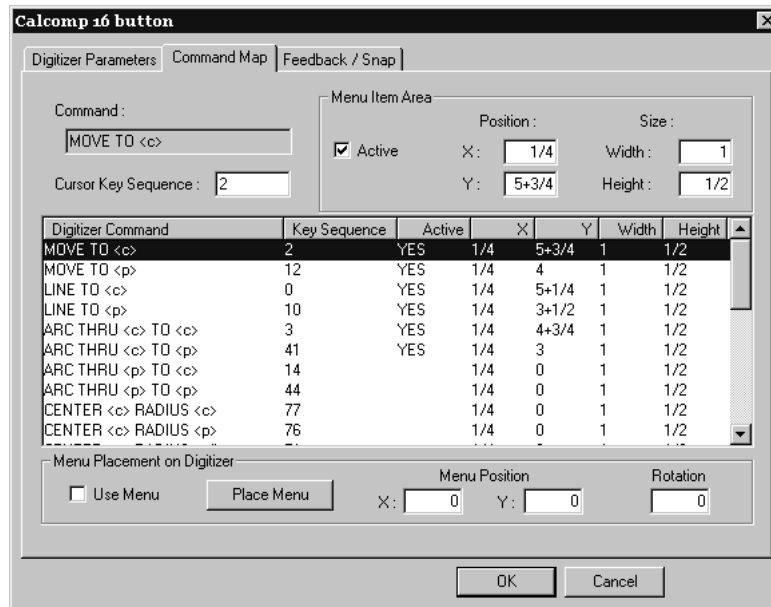 Calcomp 16 button
Digitizer Parameters Command Map Feedback / Snap
Command :
MOVE TO <c>
Cursor Key Sequence : 2
Menu Item Area
Active
Position :
X : 1/4
Y : 5+3/4
Size :
Width : 1
Height : 1/2
Digitizer Command Key Sequence Active X Y Width Height
MOVE TO <c> 2 YES 1/4 5+3/4 1 1/2
MOVE TO <p> 12 YES 1/4 4 1 1/2
LINE TO <c> 0 YES 1/4 5+1/4 1 1/2
LINE TO <p> 10 YES 1/4 3+1/2 1 1/2
ARC THRU <c> TO <c> 3 YES 1/4 4+3/4 1 1/2
ARC THRU <c> TO <p> 41 YES 1/4 3 1 1/2
ARC THRU <p> TO <c> 14 1/4 0 1 1/2
ARC THRU <p> TO <p> 44 1/4 0 1 1/2
CENTER <c> RADIUS <c> 77 1/4 0 1 1/2
CENTER <c> RADIUS <p> 76 1/4 0 1 1/2
Menu Placement on Digitizer
Use Menu Place Menu
Menu Position
X : 0 Y : 0
Rotation
0
OK Cancel